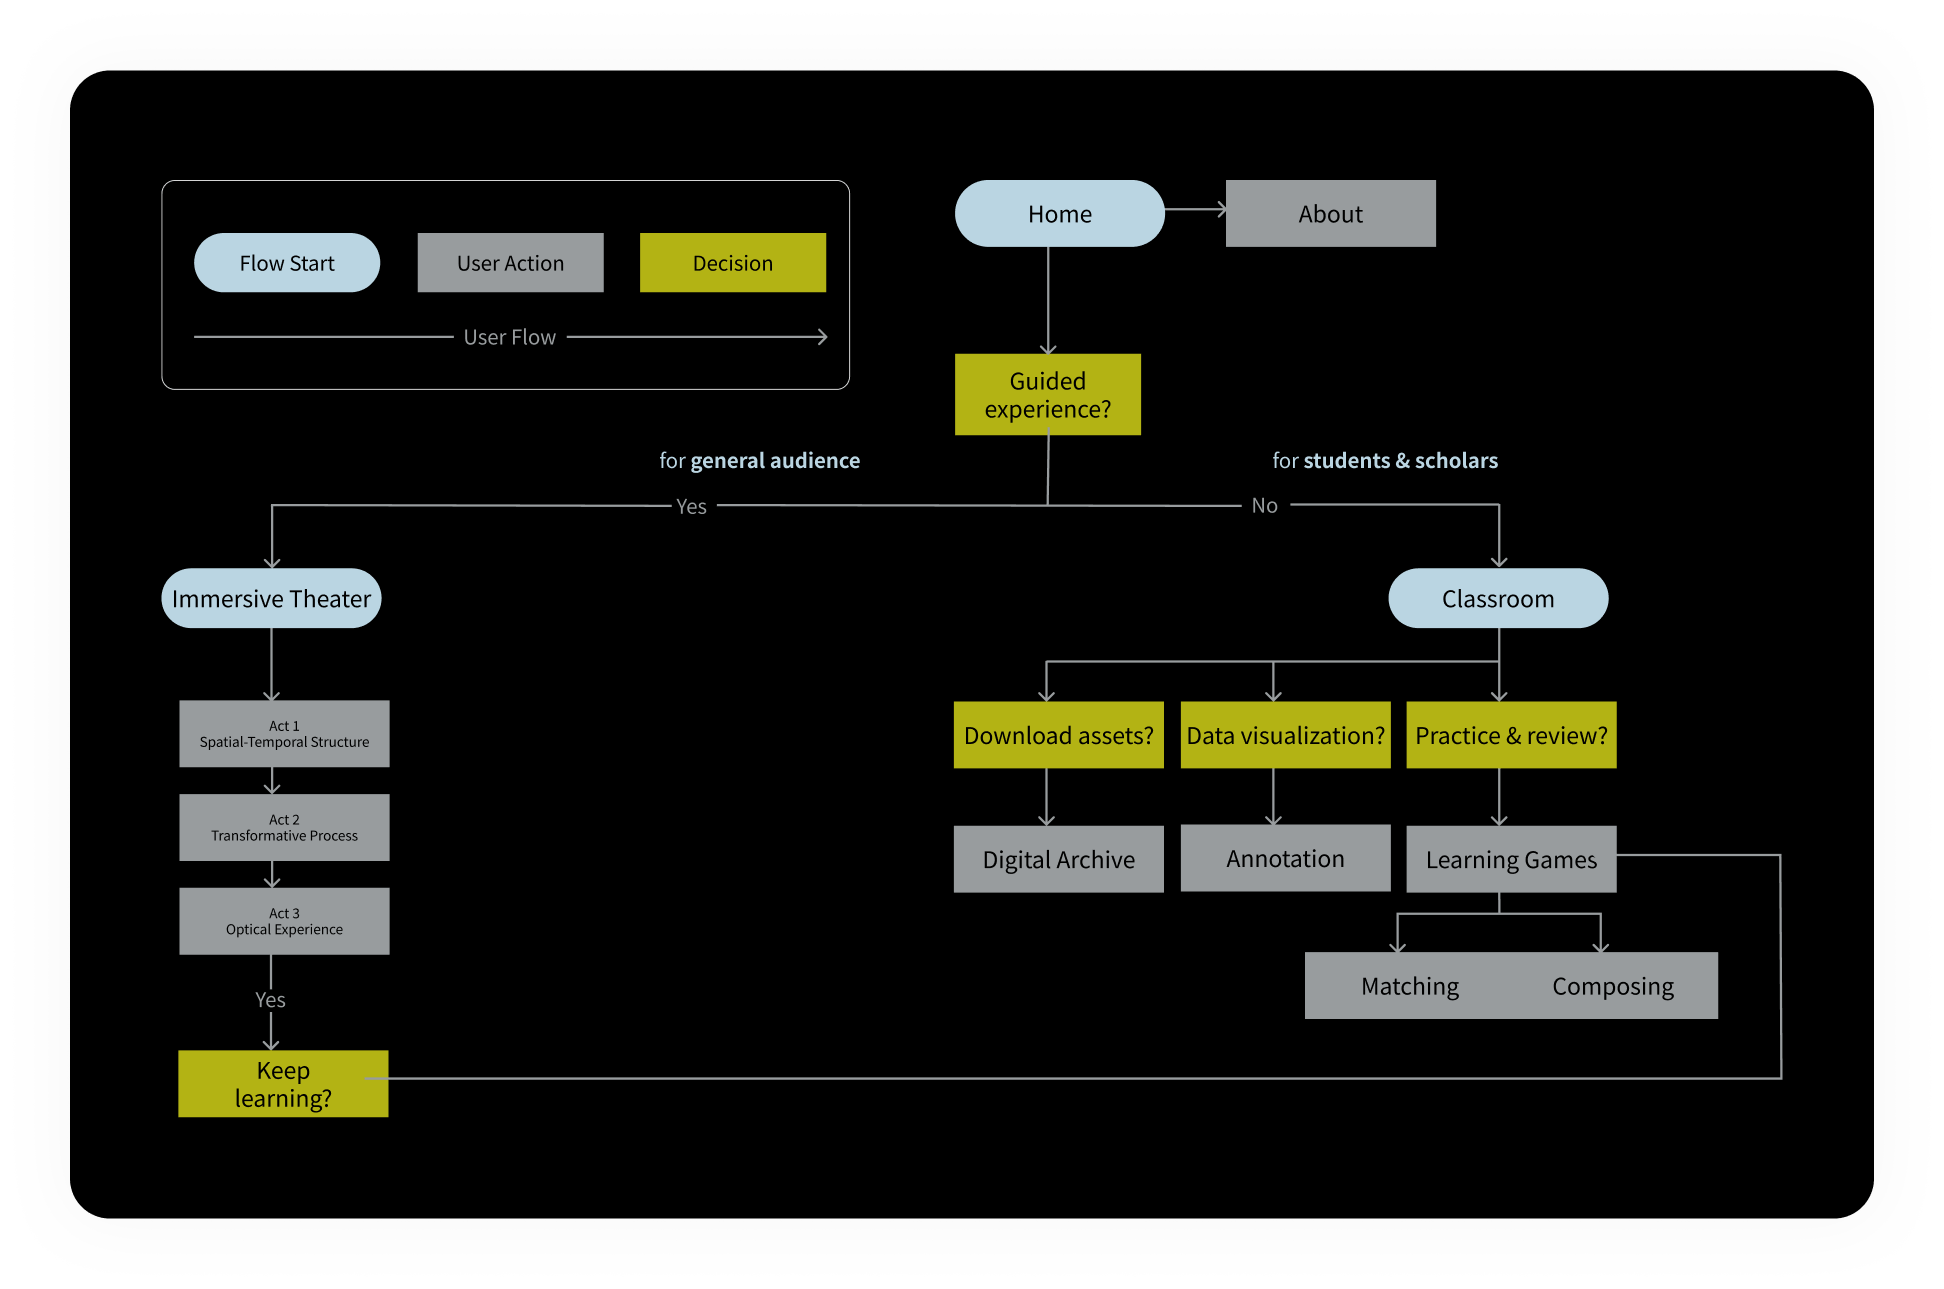 Home
About
Flow Start
User Action
Decision
User Flow
Guided
experience?
for general audience
for students & scholars
Yes
No
Immersive Theater
Classroom
Act 1
Spatial-Temporal Structure
Download assets?
Data visualization?
Practice & review?
Act 2
Transformative Process
Digital Archive
Annotation
Learning Games
Act 3
Optical Experience
Matching
Composing
Yes
Keep
learning?